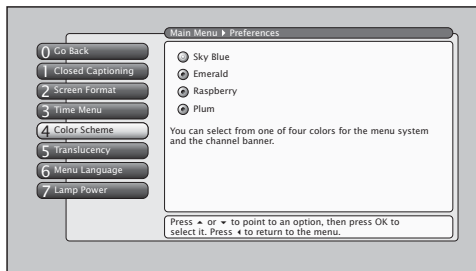 Main Menu ▸ Preferences
0 Go Back
1 Closed Captioning
2 Screen Format
3 Time Menu
4 Color Scheme
5 Translucency
6 Menu Language
7 Lamp Power
Sky Blue
Emerald
Raspberry
Plum
You can select from one of four colors for the menu system
and the channel banner.
Press ▴ or ▾ to point to an option, then press OK to
select it. Press ◂ to return to the menu.